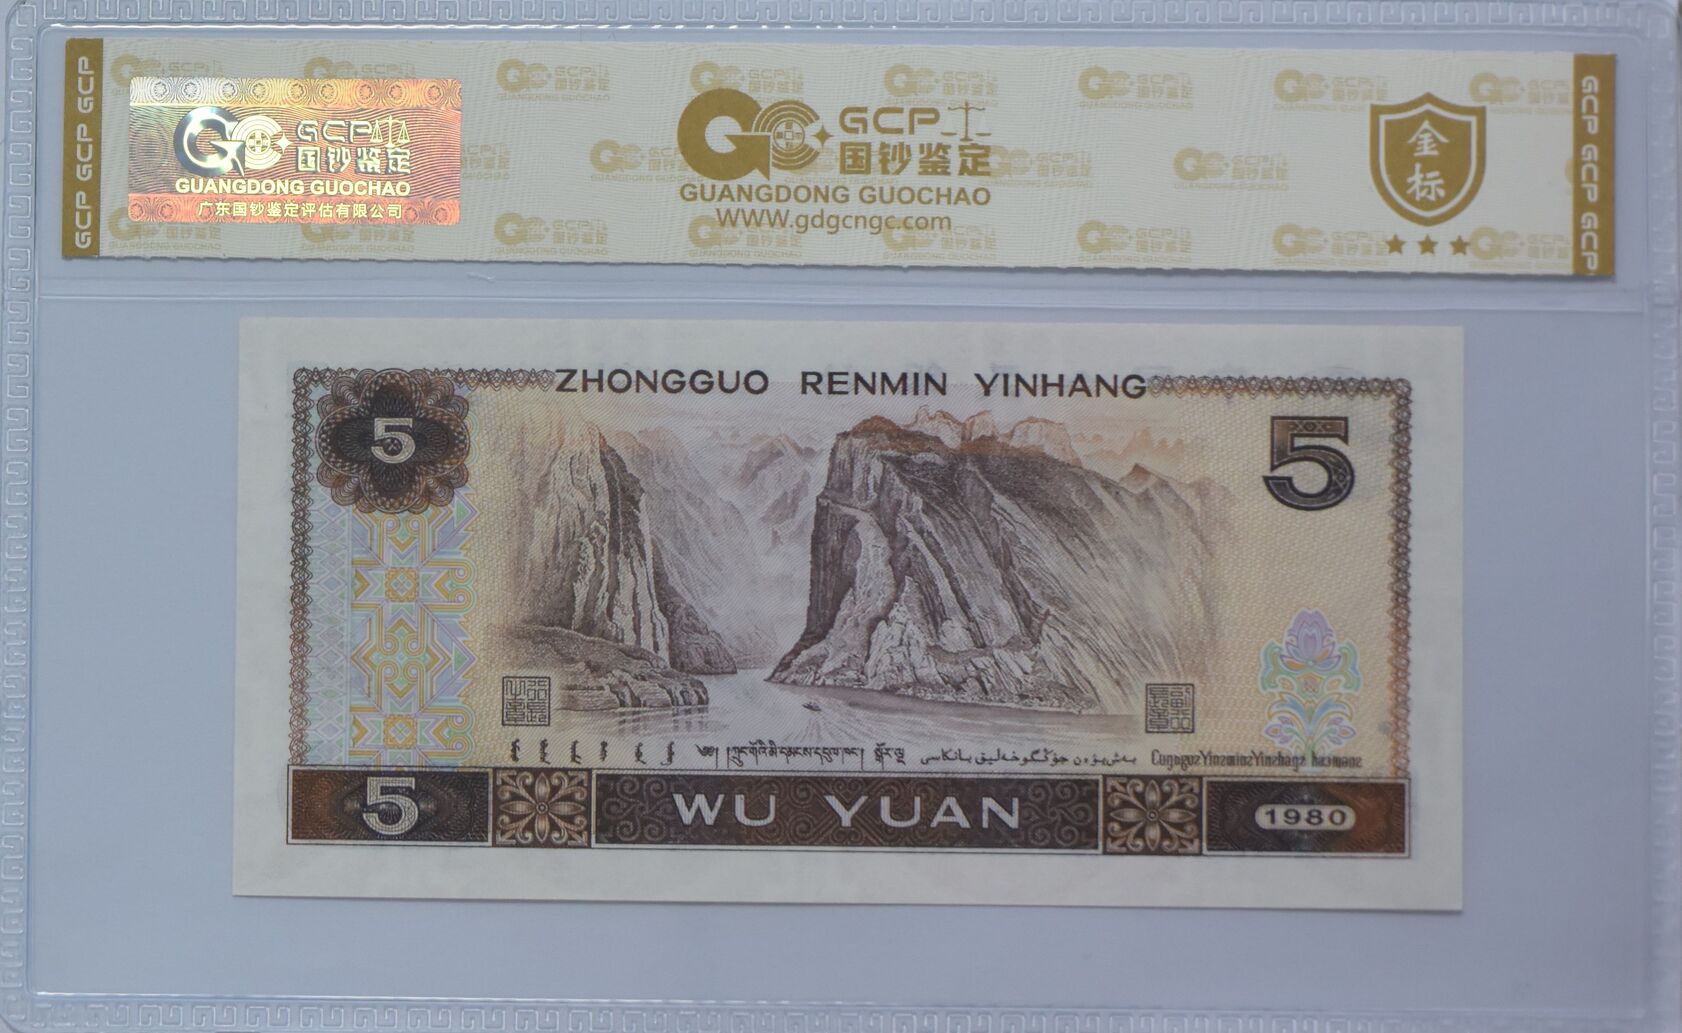 GCP GCP GCP
GCP
国钞鉴定
GUANGDONG GUOCHAO
广东国钞鉴定评估有限公司
GCP
国钞鉴定
GUANGDONG GUOCHAO
WWW.gdgcngc.com
金标
GCP GCP GCP
ZHONGGUO RENMIN YINHANG
5
5
5
WU YUAN
1980